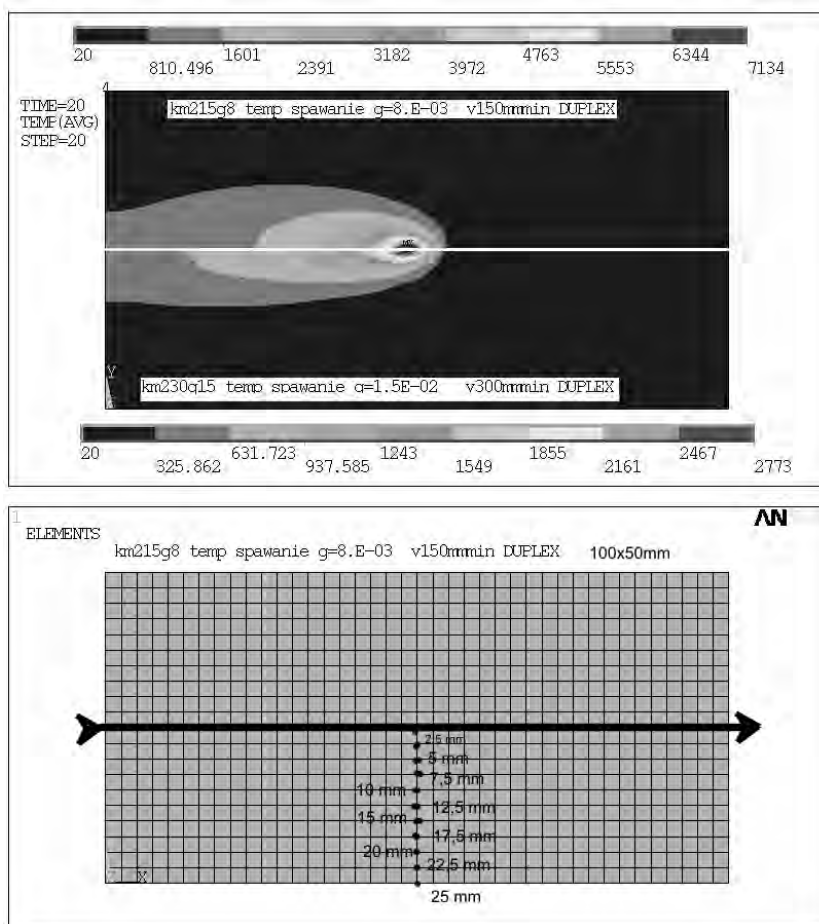 20 1601 3182 4763 6344
810.496 2391 3972 5553 7134
TIME=20
TEMP(AVG)
STEP=20
km215g8 temp spawanie g=8.E-03 v150mmmin DUPLEX
MX
Y
km230g15 temp spawanie g=1.5E-02 v300mmmin DUPLEX
20 631.723 1243 1855 2467
325.862 937.585 1549 2161 2773
1
ELEMENTS
AN
km215g8 temp spawanie g=8.E-03 v150mmmin DUPLEX 100x50mm
2,5 mm
5 mm
7,5 mm
10 mm
12,5 mm
15 mm
17,5 mm
20 mm
22,5 mm
Z X
25 mm